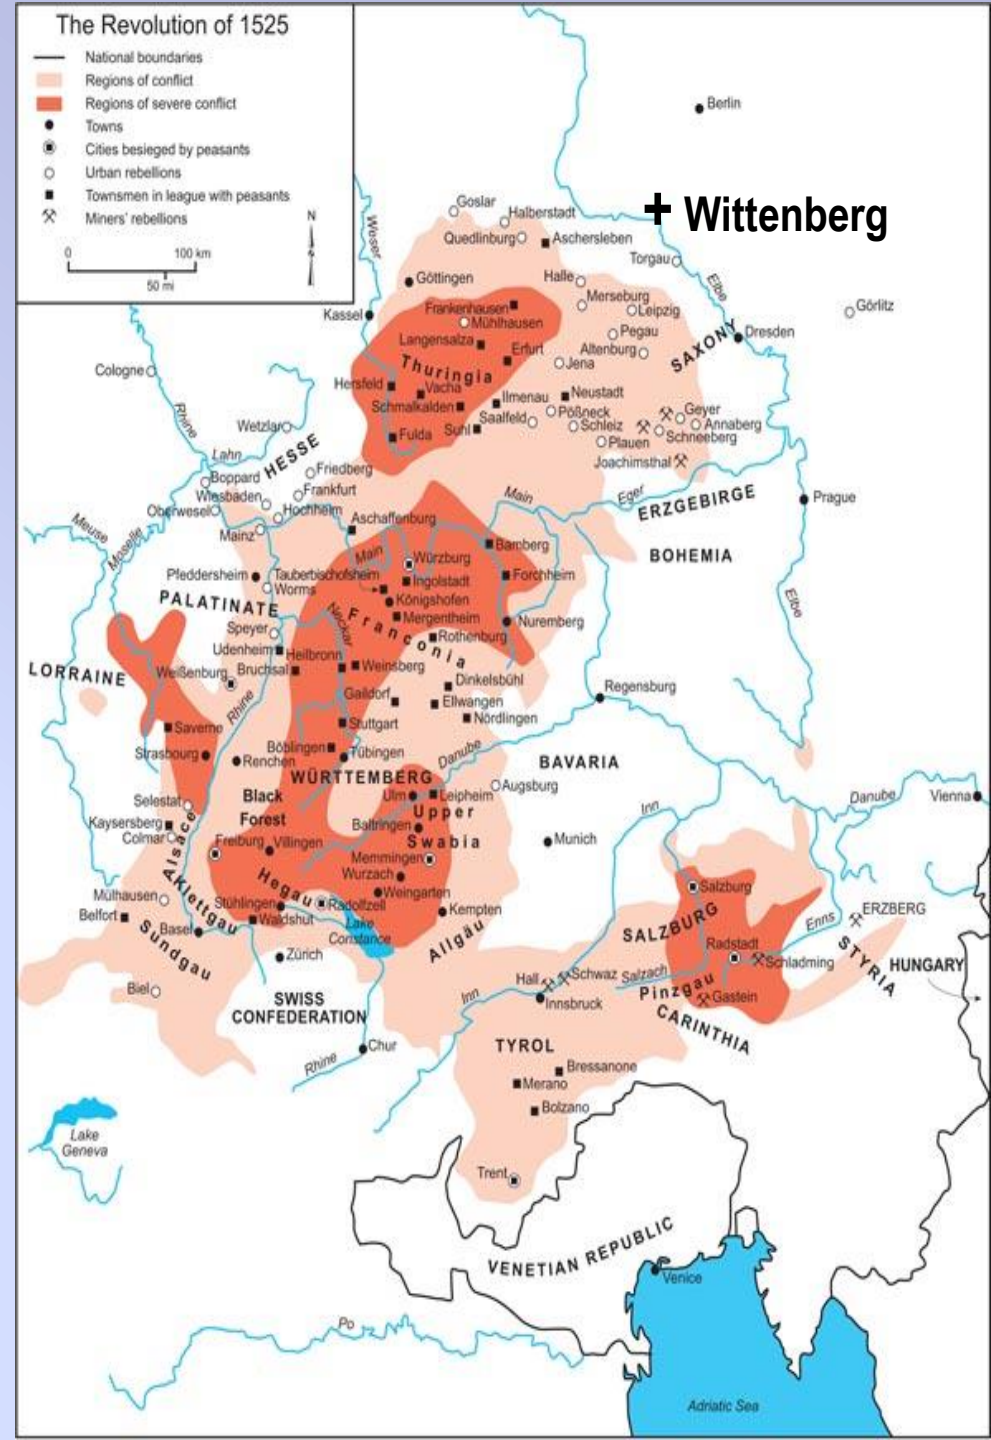 The Revolution of 1525
National boundaries
Regions of conflict
Regions of severe conflict
Towns
Cities besieged by peasants
Urban rebellions
Townsmen in league with peasants
Miners' rebellions
N
0 100 km
50 mi
Berlin
Wittenberg
Goslar
Halberstadt
Quedlinburg
Aschersleben
Weser
Torgau
Göttingen
Halle
Elbe
Merseburg
Frankenhausen
Leipzig
Görlitz
Kassel
Mühlhausen
Pegau
SAXONY
Dresden
Langensalza
Erfurt
Altenburg
Jena
Thuringia
Cologne
Hersfeld
Vacha
Ilmenau
Neustadt
Schmalkalden
Pößneck
Geyer
Saalfeld
Schleiz
Annaberg
Rhine
Wetzlar
Fulda
Suhl
Plauen
Schneeberg
Lahn
HESSE
Joachimsthal
Friedberg
Boppard
Wiesbaden
Frankfurt
Main
Eger
ERZGEBIRGE
Prague
Oberwesel
Hochheim
Aschaffenburg
Meuse
Moselle
Mainz
Bamberg
BOHEMIA
Main
Würzburg
Pfeddersheim
Tauberbischofsheim
Ingolstadt
Forchheim
Worms
Königshofen
Elbe
PALATINATE
Neckar
Franconia
Mergentheim
Nuremberg
Speyer
Rothenburg
Udenheim
Heilbronn
LORRAINE
Weißenburg
Bruchsal
Weinsberg
Dinkelsbühl
Regensburg
Rhine
Gaildorf
Ellwangen
Nördlingen
Saverne
Stuttgart
Strasbourg
Böblingen
Tübingen
Danube
Renchen
BAVARIA
WÜRTTEMBERG
Augsburg
Selestat
Black
Forest
Ulm
Leipheim
Inn
Danube
Vienna
Upper
Swabia
Kaysersberg
Baltringen
Colmar
Alsace
Freiburg
Villingen
Munich
Memmingen
Wurzach
Hegau
Salzburg
Mülhausen
Klettgau
Stühlingen
Radolfzell
Weingarten
Belfort
Waldshut
Kempten
ERZBERG
Basel
Lake
Constance
SALZBURG
Enns
Sundgau
Allgäu
Radstadt
STYRIA
Zürich
Schladming
HUNGARY
Hall
Schwaz
Salzach
Biel
Inn
Pinzgau
Gastein
SWISS
CONFEDERATION
Innsbruck
CARINTHIA
Chur
TYROL
Rhine
Bressanone
Merano
Bolzano
Lake
Geneva
Trent
VENETIAN REPUBLIC
Venice
Po
Adriatic Sea